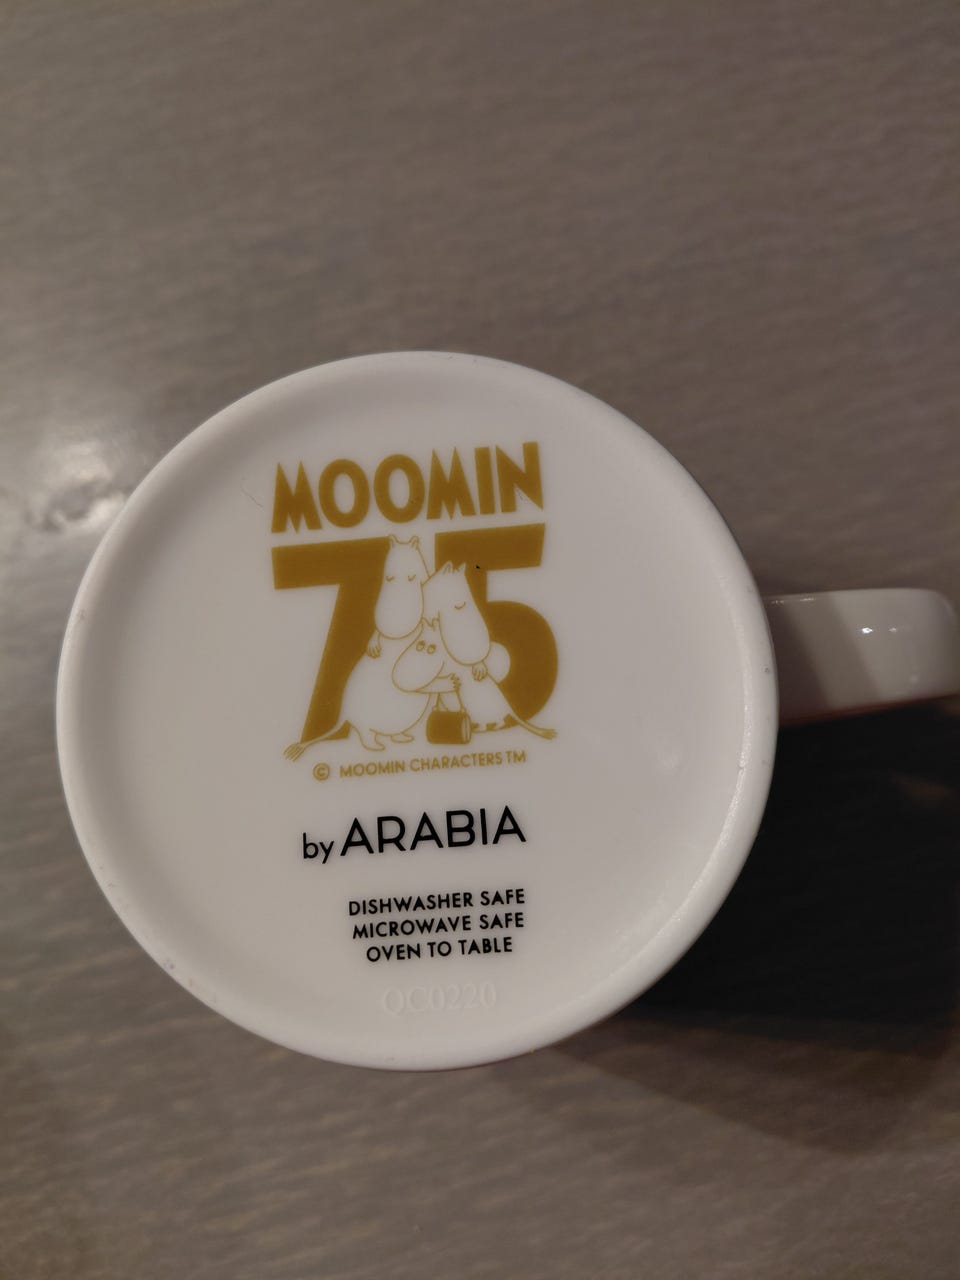 MOOMIN
75
© MOOMIN CHARACTERS TM
by ARABIA
DISHWASHER SAFE
MICROWAVE SAFE
OVEN TO TABLE
QC0220